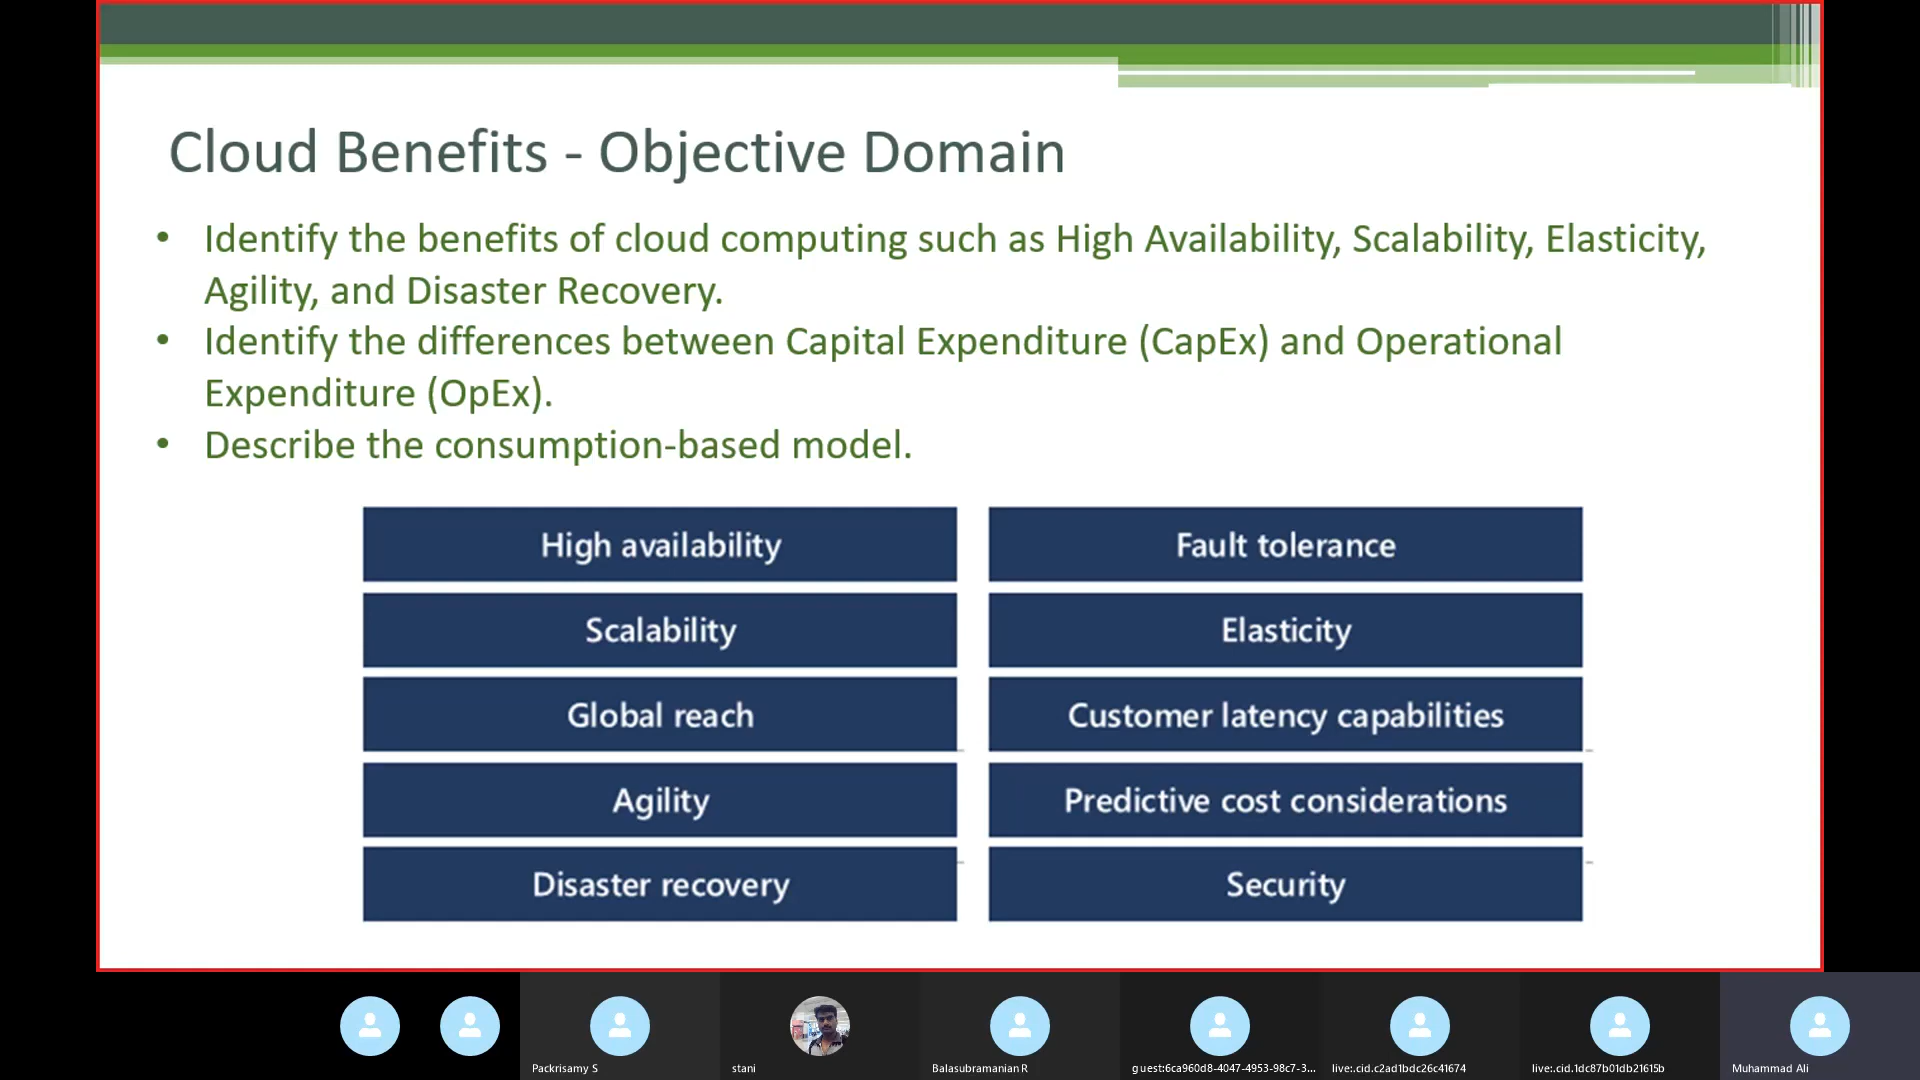 Cloud Benefits - Objective Domain
• Identify the benefits of cloud computing such as High Availability, Scalability, Elasticity,
Agility, and Disaster Recovery.
• Identify the differences between Capital Expenditure (CapEx) and Operational
Expenditure (OpEx).
• Describe the consumption-based model.
High availability
Fault tolerance
Scalability
Elasticity
Global reach
Customer latency capabilities
Agility
Predictive cost considerations
Disaster recovery
Security
Packrisamy S
stani
Balasubramanian R
guest:6ca960d8-4047-4953-98c7-3...
live:.cid.c2ad1bdc26c41674
live:.cid.1dc87b01db21615b
Muhammad Ali